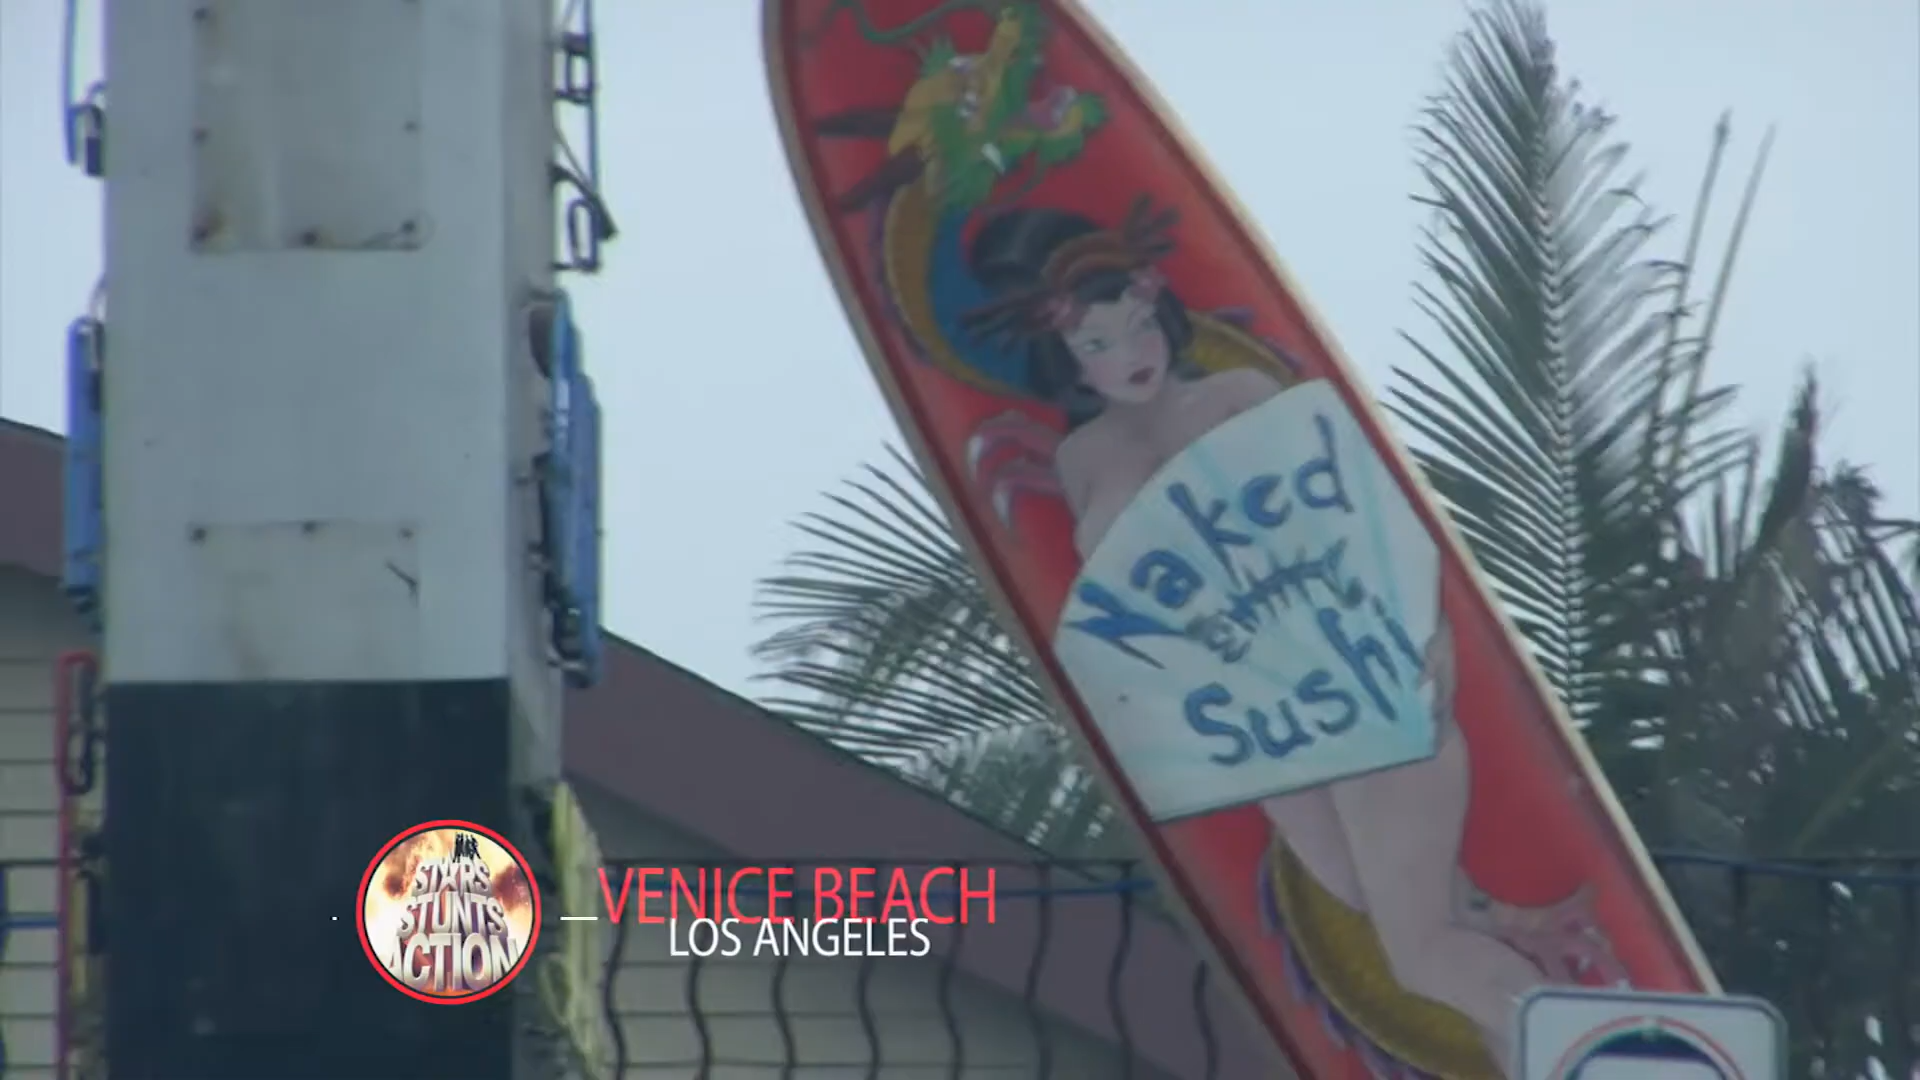 Naked
Sushi
STARS
STUNTS
ACTION
VENICE BEACH
LOS ANGELES